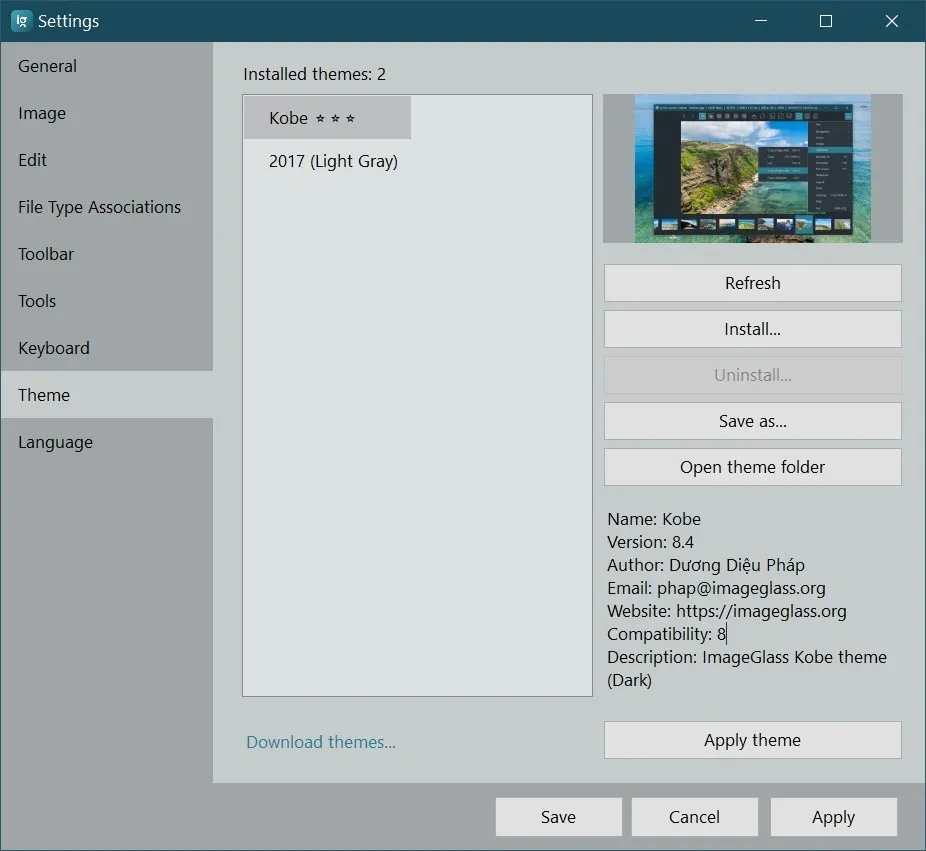 Settings
General
Image
Edit
File Type Associations
Toolbar
Tools
Keyboard
Theme
Language
Installed themes: 2
Kobe ⭐ ⭐ ⭐
2017 (Light Gray)
Download themes...
Refresh
Install...
Uninstall...
Save as...
Open theme folder
Name: Kobe
Version: 8.4
Author: Dương Diệu Pháp
Email: phap@imageglass.org
Website: https://imageglass.org
Compatibility: 8
Description: ImageGlass Kobe theme
(Dark)
Apply theme
Save
Cancel
Apply